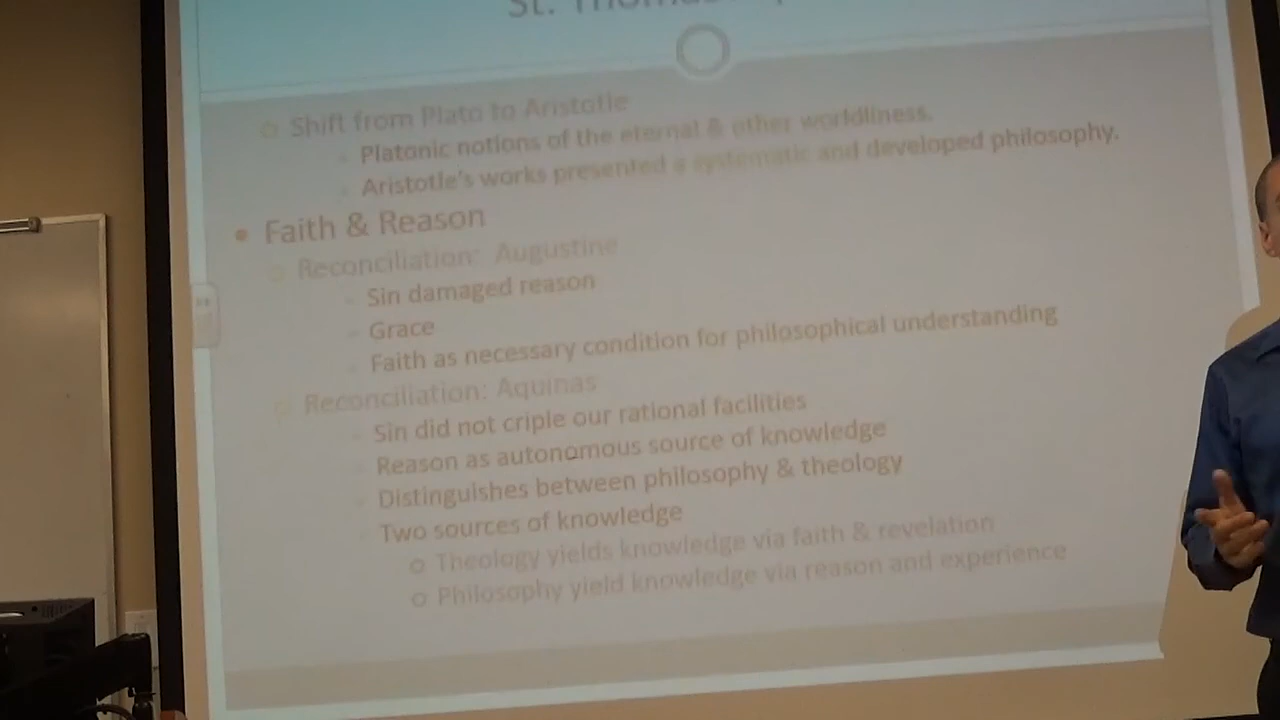 St. Thomas
Shift from Plato to Aristotle
Platonic notions of the eternal & other worldliness.
Aristotle's works presented a systematic and developed philosophy.
Faith & Reason
Reconciliation: Augustine
Sin damaged reason
Grace
Faith as necessary condition for philosophical understanding
Reconciliation: Aquinas
Sin did not criple our rational facilities
Reason as autonomous source of knowledge
Distinguishes between philosophy & theology
Two sources of knowledge
Theology yields knowledge via faith & revelation
Philosophy yield knowledge via reason and experience